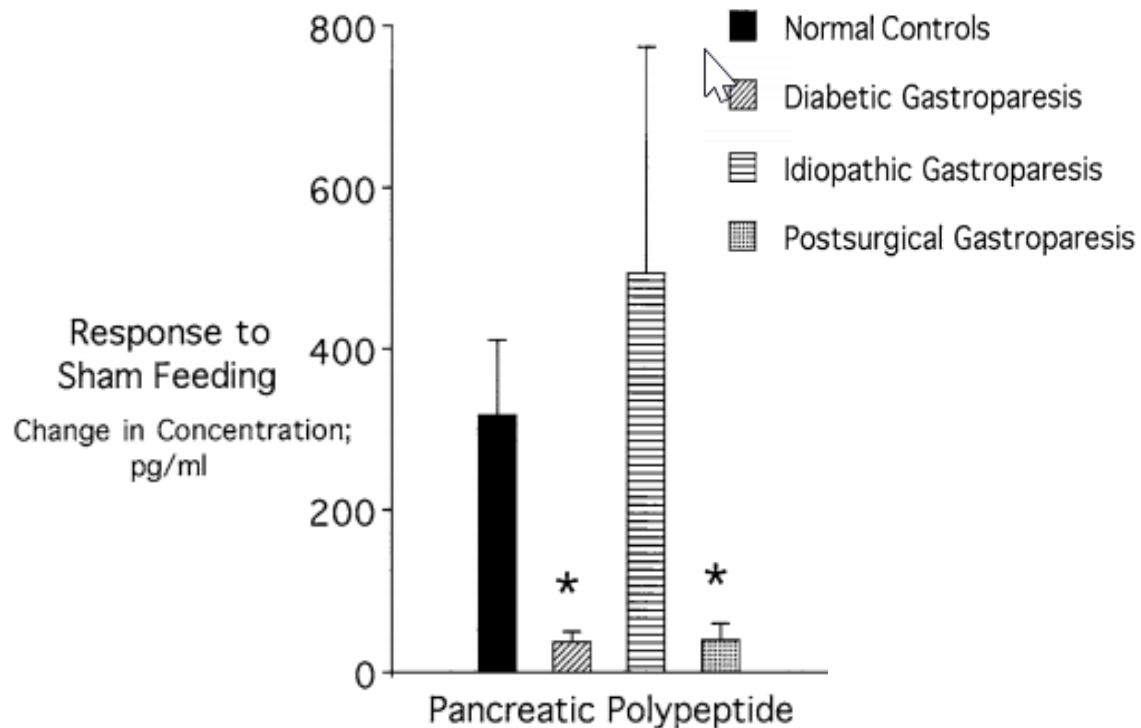 800
600
400
200
0
Response to
Sham Feeding
Change in Concentration;
pg/ml
*
*
Pancreatic Polypeptide
Normal Controls
Diabetic Gastroparesis
Idiopathic Gastroparesis
Postsurgical Gastroparesis